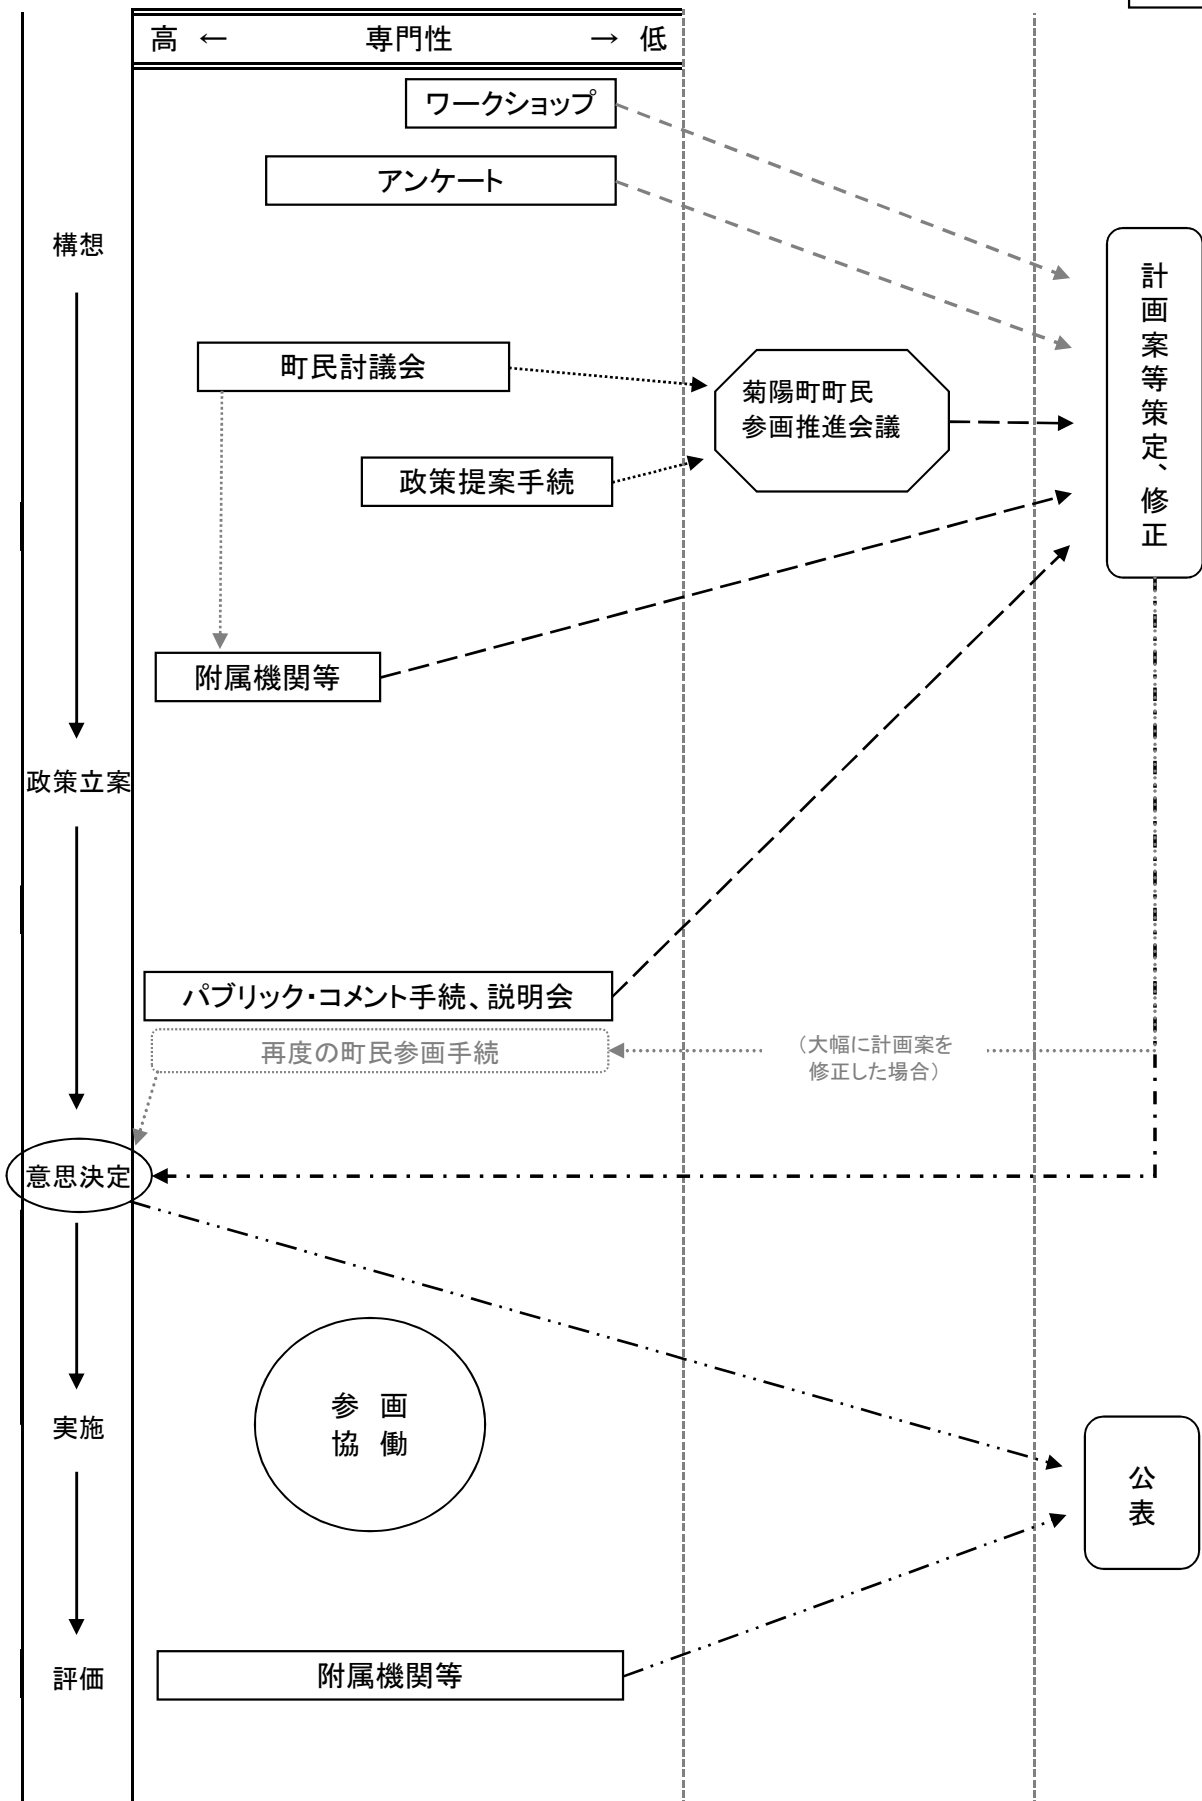 高 ← 専門性 → 低
ワークショップ
アンケート
構想
計画案等策定、修正
町民討議会
菊陽町町民
参画推進会議
政策提案手続
附属機関等
政策立案
パブリック・コメント手続、説明会
再度の町民参画手続
（大幅に計画案を
修正した場合）
意思決定
参 画
協 働
実施
公表
附属機関等
評価